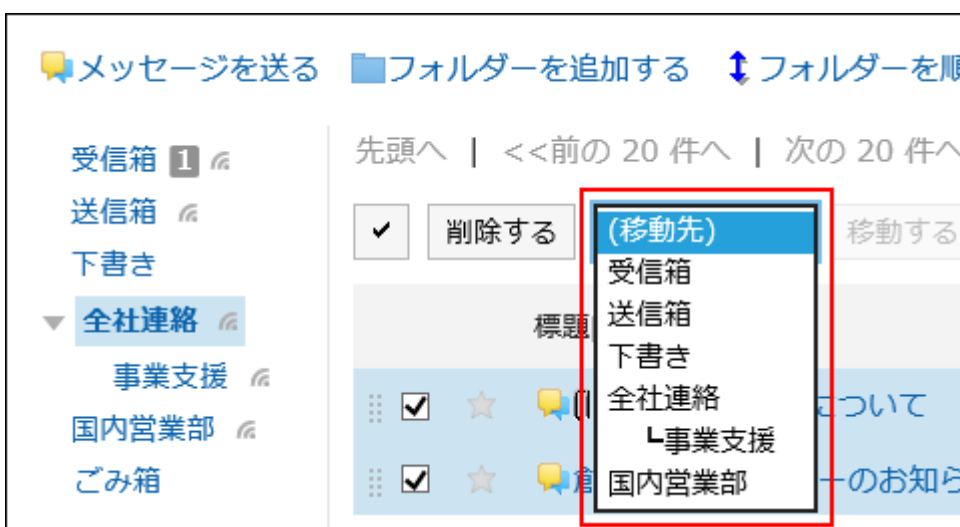 メッセージを送る フォルダーを追加する フォルダーを順
受信箱 1
送信箱
下書き
全社連絡
事業支援
国内営業部
ごみ箱
先頭へ | <<前の 20 件へ | 次の 20 件へ
削除する (移動先) 移動する
受信箱
送信箱
下書き
全社連絡
┗事業支援
国内営業部
標題
について
ーのお知ら